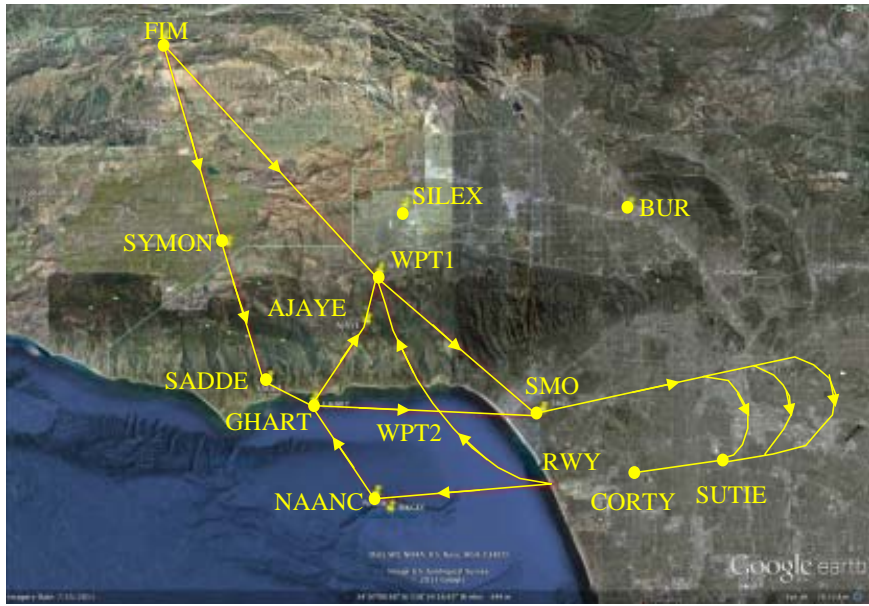 FIM
SILEX
BUR
SYMON
WPT1
AJAYE
SADDE
SMO
GHART
WPT2
RWY
NAANC
CORTY
SUTIE
Google earth